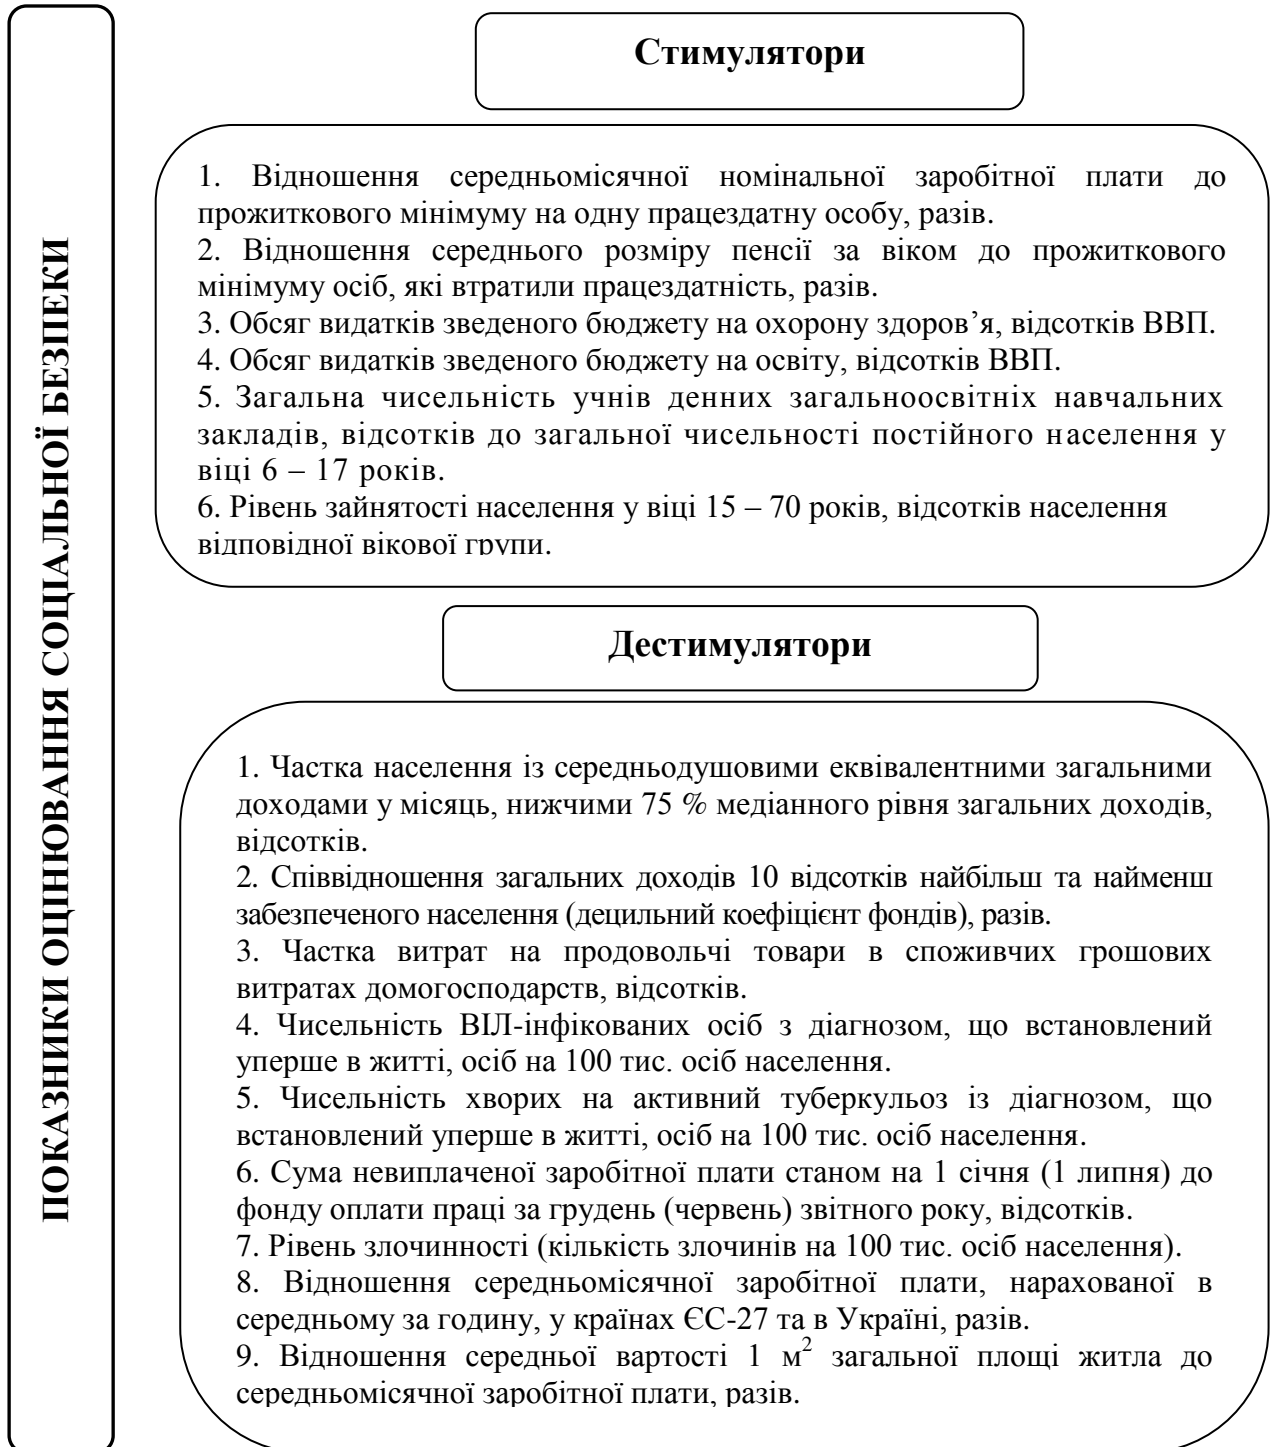 ПОКАЗНИКИ ОЦІНЮВАННЯ СОЦІАЛЬНОЇ БЕЗПЕКИ
Стимулятори
1. Відношення середньомісячної номінальної заробітної плати до
прожиткового мінімуму на одну працездатну особу, разів.
2. Відношення середнього розміру пенсії за віком до прожиткового
мінімуму осіб, які втратили працездатність, разів.
3. Обсяг видатків зведеного бюджету на охорону здоров’я, відсотків ВВП.
4. Обсяг видатків зведеного бюджету на освіту, відсотків ВВП.
5. Загальна чисельність учнів денних загальноосвітніх навчальних
закладів, відсотків до загальної чисельності постійного населення у
віці 6 – 17 років.
6. Рівень зайнятості населення у віці 15 – 70 років, відсотків населення
відповідної вікової групи.
Дестимулятори
1. Частка населення із середньодушовими еквівалентними загальними
доходами у місяць, нижчими 75 % медіанного рівня загальних доходів,
відсотків.
2. Співвідношення загальних доходів 10 відсотків найбільш та найменш
забезпеченого населення (децильний коефіцієнт фондів), разів.
3. Частка витрат на продовольчі товари в споживчих грошових
витратах домогосподарств, відсотків.
4. Чисельність ВІЛ-інфікованих осіб з діагнозом, що встановлений
уперше в житті, осіб на 100 тис. осіб населення.
5. Чисельність хворих на активний туберкульоз із діагнозом, що
встановлений уперше в житті, осіб на 100 тис. осіб населення.
6. Сума невиплаченої заробітної плати станом на 1 січня (1 липня) до
фонду оплати праці за грудень (червень) звітного року, відсотків.
7. Рівень злочинності (кількість злочинів на 100 тис. осіб населення).
8. Відношення середньомісячної заробітної плати, нарахованої в
середньому за годину, у країнах ЄС-27 та в Україні, разів.
9. Відношення середньої вартості 1 м² загальної площі житла до
середньомісячної заробітної плати, разів.